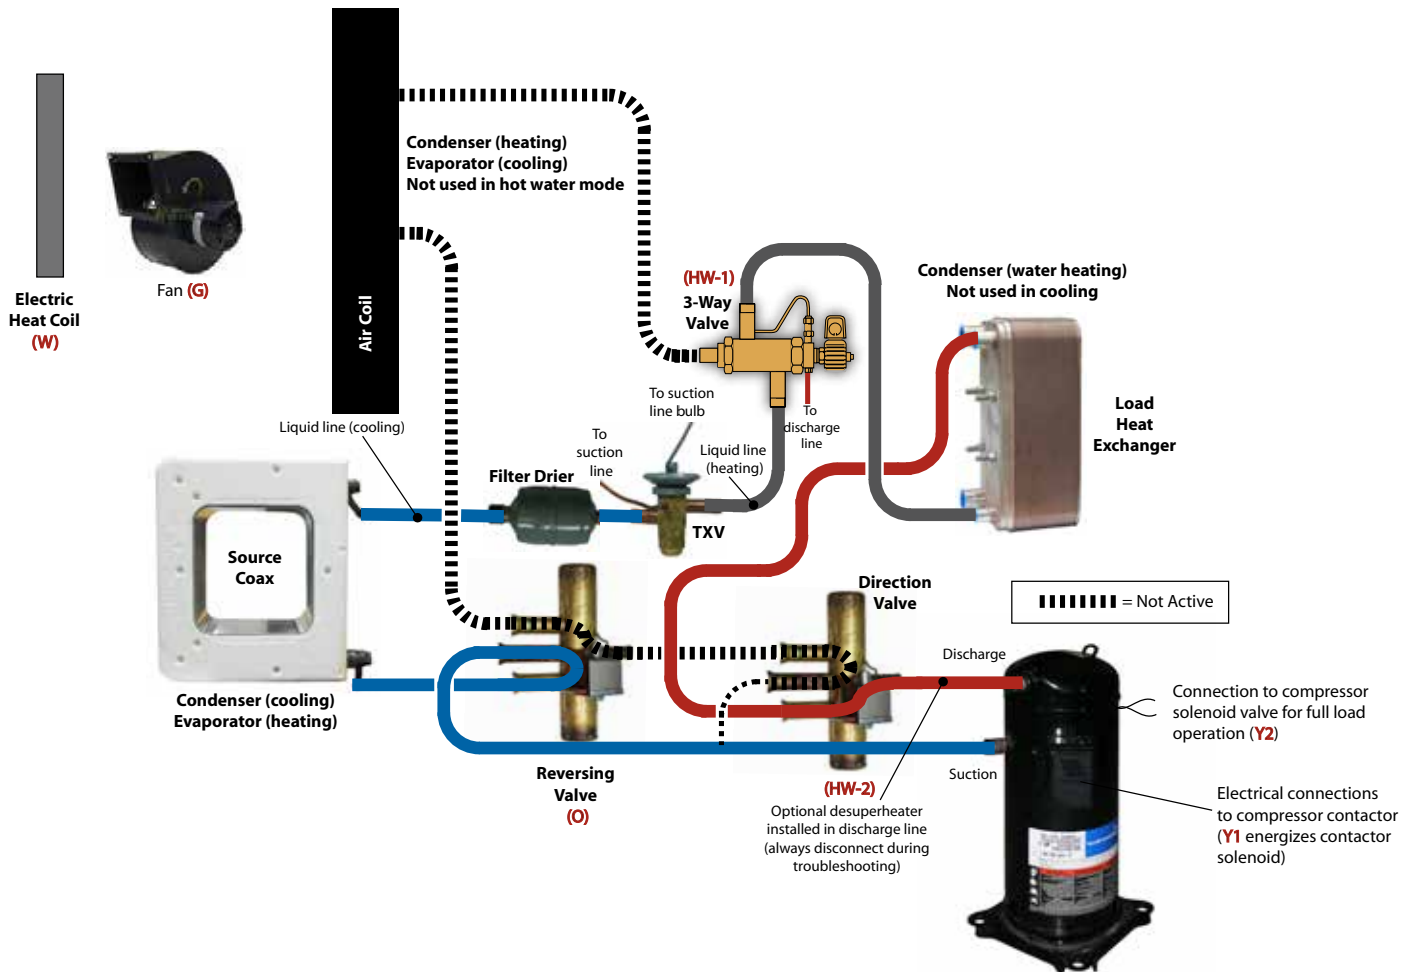 Condenser (heating)
Evaporator (cooling)
Not used in hot water mode
Electric
Heat Coil
(W)
Fan (G)
Air Coil
(HW-1)
3-Way
Valve
Condenser (water heating)
Not used in cooling
Load
Heat
Exchanger
To suction
line bulb
To
discharge
line
Liquid line (cooling)
To
suction
line
Liquid line
(heating)
Filter Drier
TXV
Source
Coax
Condenser (cooling)
Evaporator (heating)
Direction
Valve
= Not Active
Discharge
Connection to compressor
solenoid valve for full load
operation (Y2)
Suction
Reversing
Valve
(O)
(HW-2)
Optional desuperheater
installed in discharge line
(always disconnect during
troubleshooting)
Electrical connections
to compressor contactor
(Y1 energizes contactor
solenoid)